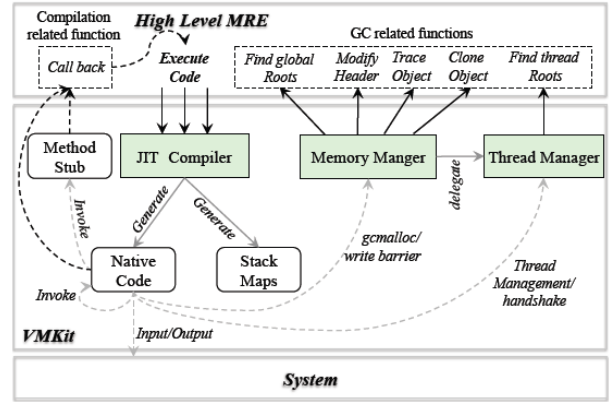 Compilation
related function
High Level MRE
GC related functions
Call back
Execute
Code
Find global
Roots
Modify
Header
Trace
Object
Clone
Object
Find thread
Roots
Method
Stub
JIT Compiler
Memory Manger
Thread Manager
delegate
Invoke
Generate
Generate
gcmalloc/
write barrier
Native
Code
Stack
Maps
Thread
Management/
handshake
Invoke
Input/Output
VMKit
System